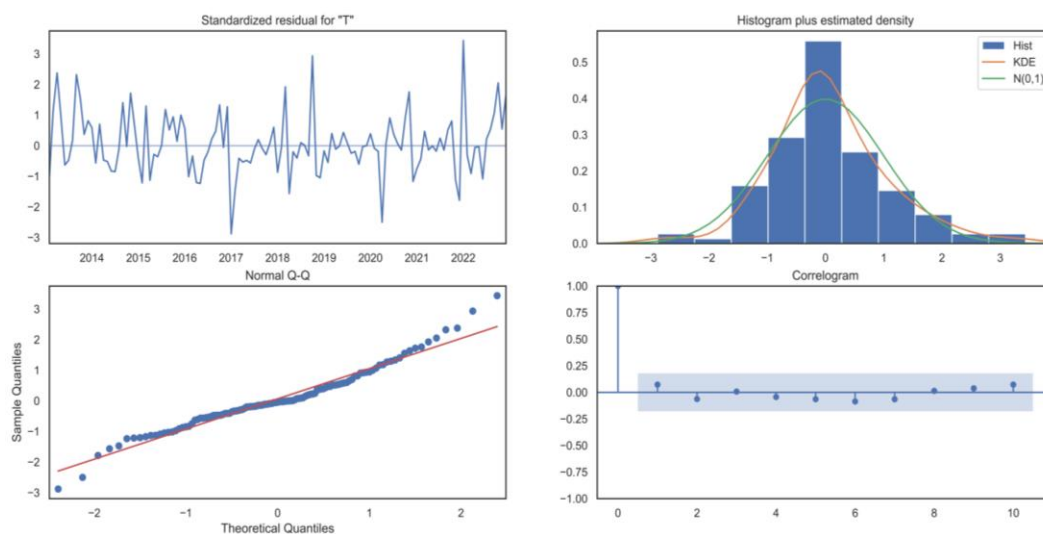 Standardized residual for "T"
3
2
1
0
−1
−2
−3
2014 2015 2016 2017 2018 2019 2020 2021 2022
Histogram plus estimated density
Hist
KDE
N(0,1)
0.5
0.4
0.3
0.2
0.1
0.0
−3 −2 −1 0 1 2 3
Normal Q-Q
Sample Quantiles
3
2
1
0
−1
−2
−3
−2 −1 0 1 2
Theoretical Quantiles
Correlogram
1.00
0.75
0.50
0.25
0.00
−0.25
−0.50
−0.75
−1.00
0 2 4 6 8 10